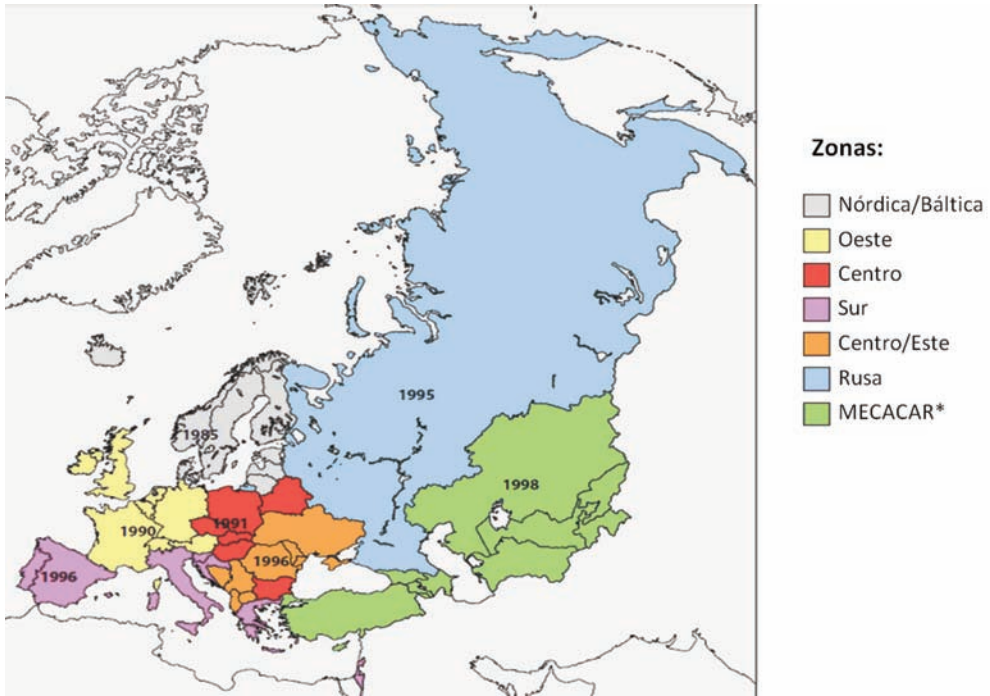 Zonas:
Nórdica/Báltica
Oeste
Centro
Sur
Centro/Este
Rusa
MECACAR*
1995
1985
1998
1991
1990
1996
1996